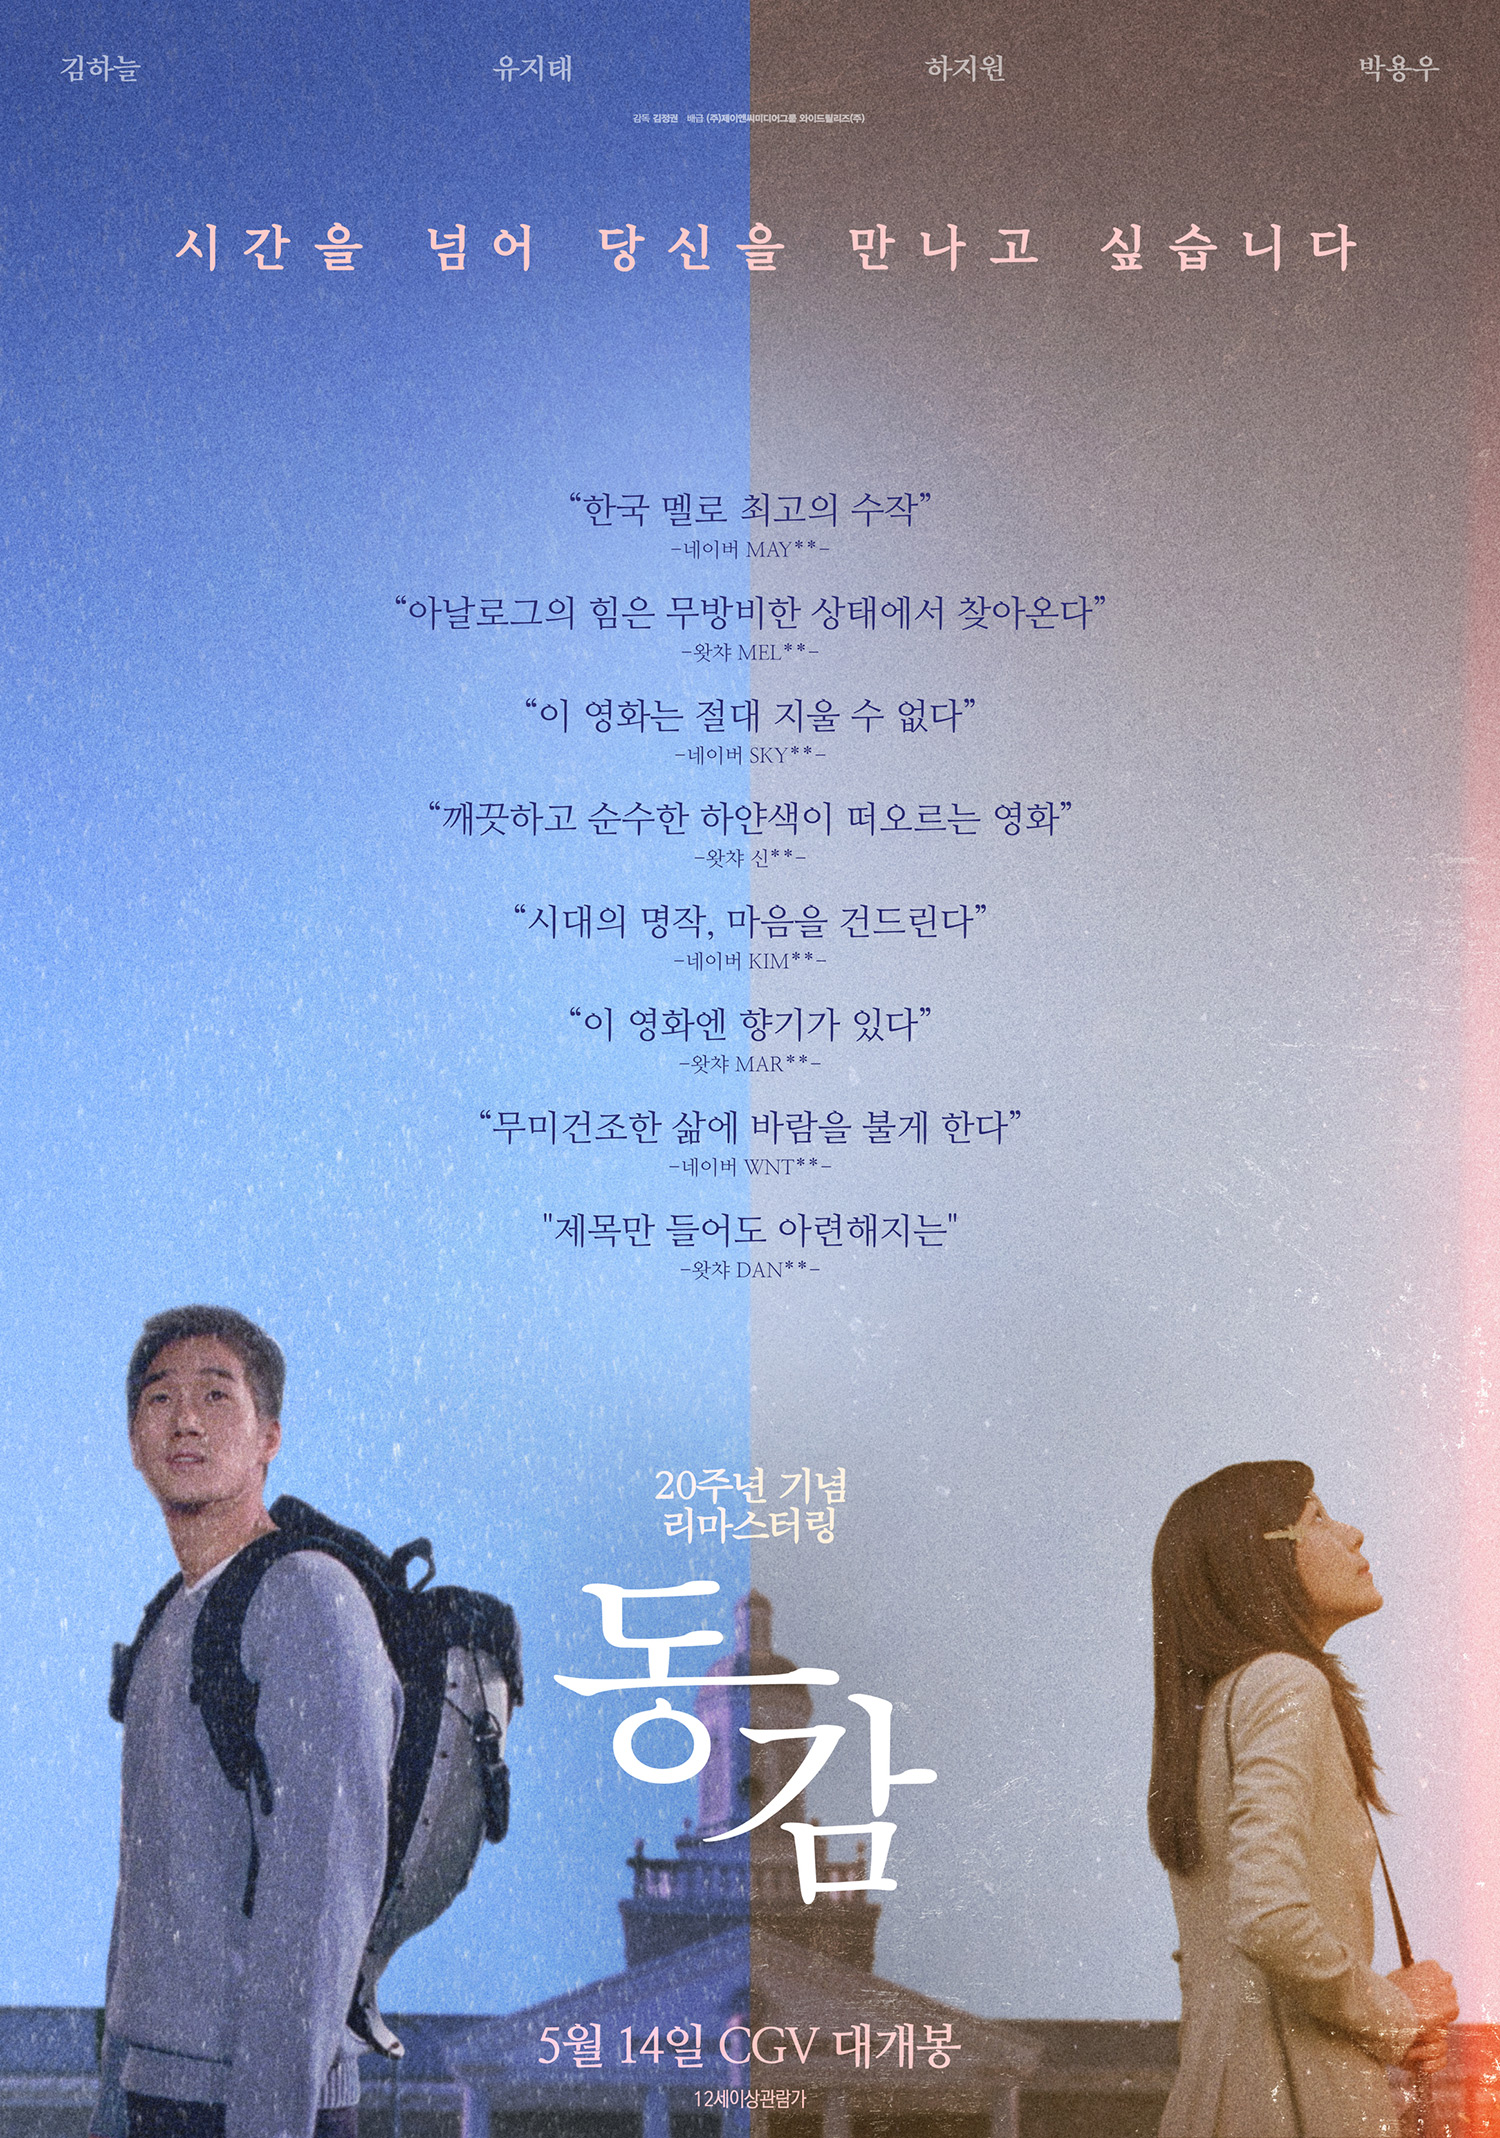 김하늘 유지태 하지원 박용우
감독 김정권 배급 (주)제이앤씨미디어그룹 와이드릴리즈(주)
시간을 넘어 당신을 만나고 싶습니다
“한국 멜로 최고의 수작”
-네이버 MAY**-
“아날로그의 힘은 무방비한 상태에서 찾아온다”
-왓챠 MEL**-
“이 영화는 절대 지울 수 없다”
-네이버 SKY**-
“깨끗하고 순수한 하얀색이 떠오르는 영화”
-왓챠 신**-
“시대의 명작, 마음을 건드린다”
-네이버 KIM**-
“이 영화엔 향기가 있다”
-왓챠 MAR**-
“무미건조한 삶에 바람을 불게 한다”
-네이버 WNT**-
"제목만 들어도 아련해지는"
-왓챠 DAN**-
20주년 기념
리마스터링
동감
5월 14일 CGV 대개봉
12세이상관람가